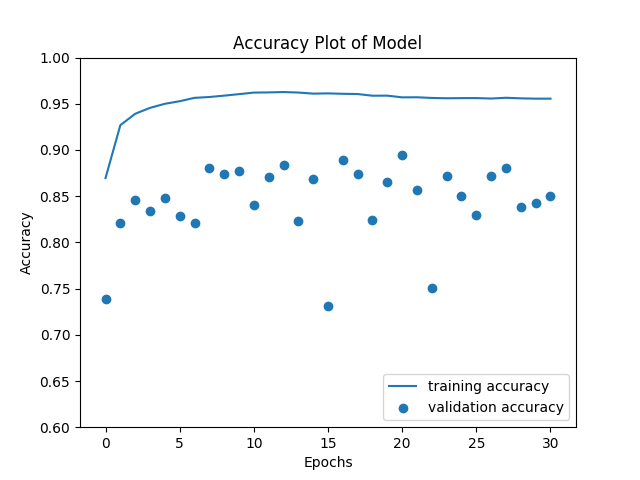 Accuracy Plot of Model
1.00
0.95
0.90
0.85
0.80
0.75
0.70
0.65
0.60
Accuracy
training accuracy
validation accuracy
0 5 10 15 20 25 30
Epochs